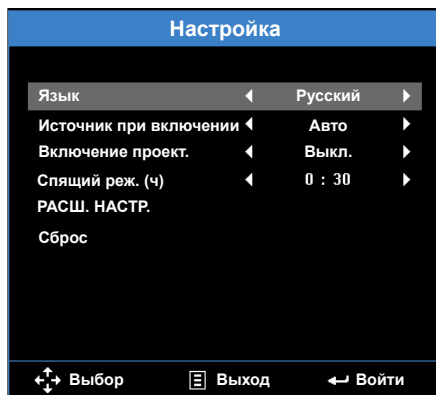 Настройка
Язык Русский
Источник при включении Авто
Включение проект. Выкл.
Спящий реж. (ч) 0 : 30
РАСШ. НАСТР.
Сброс
Выбор Выход Войти